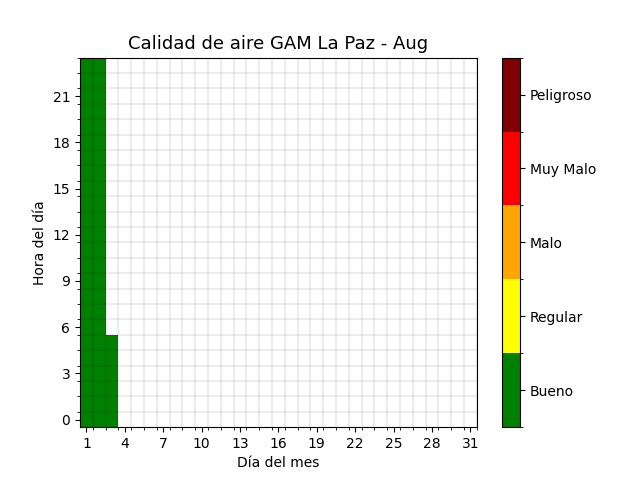 Calidad de aire GAM La Paz - Aug
Hora del día
21
18
15
12
9
6
3
0
1 4 7 10 13 16 19 22 25 28 31
Día del mes
Peligroso
Muy Malo
Malo
Regular
Bueno